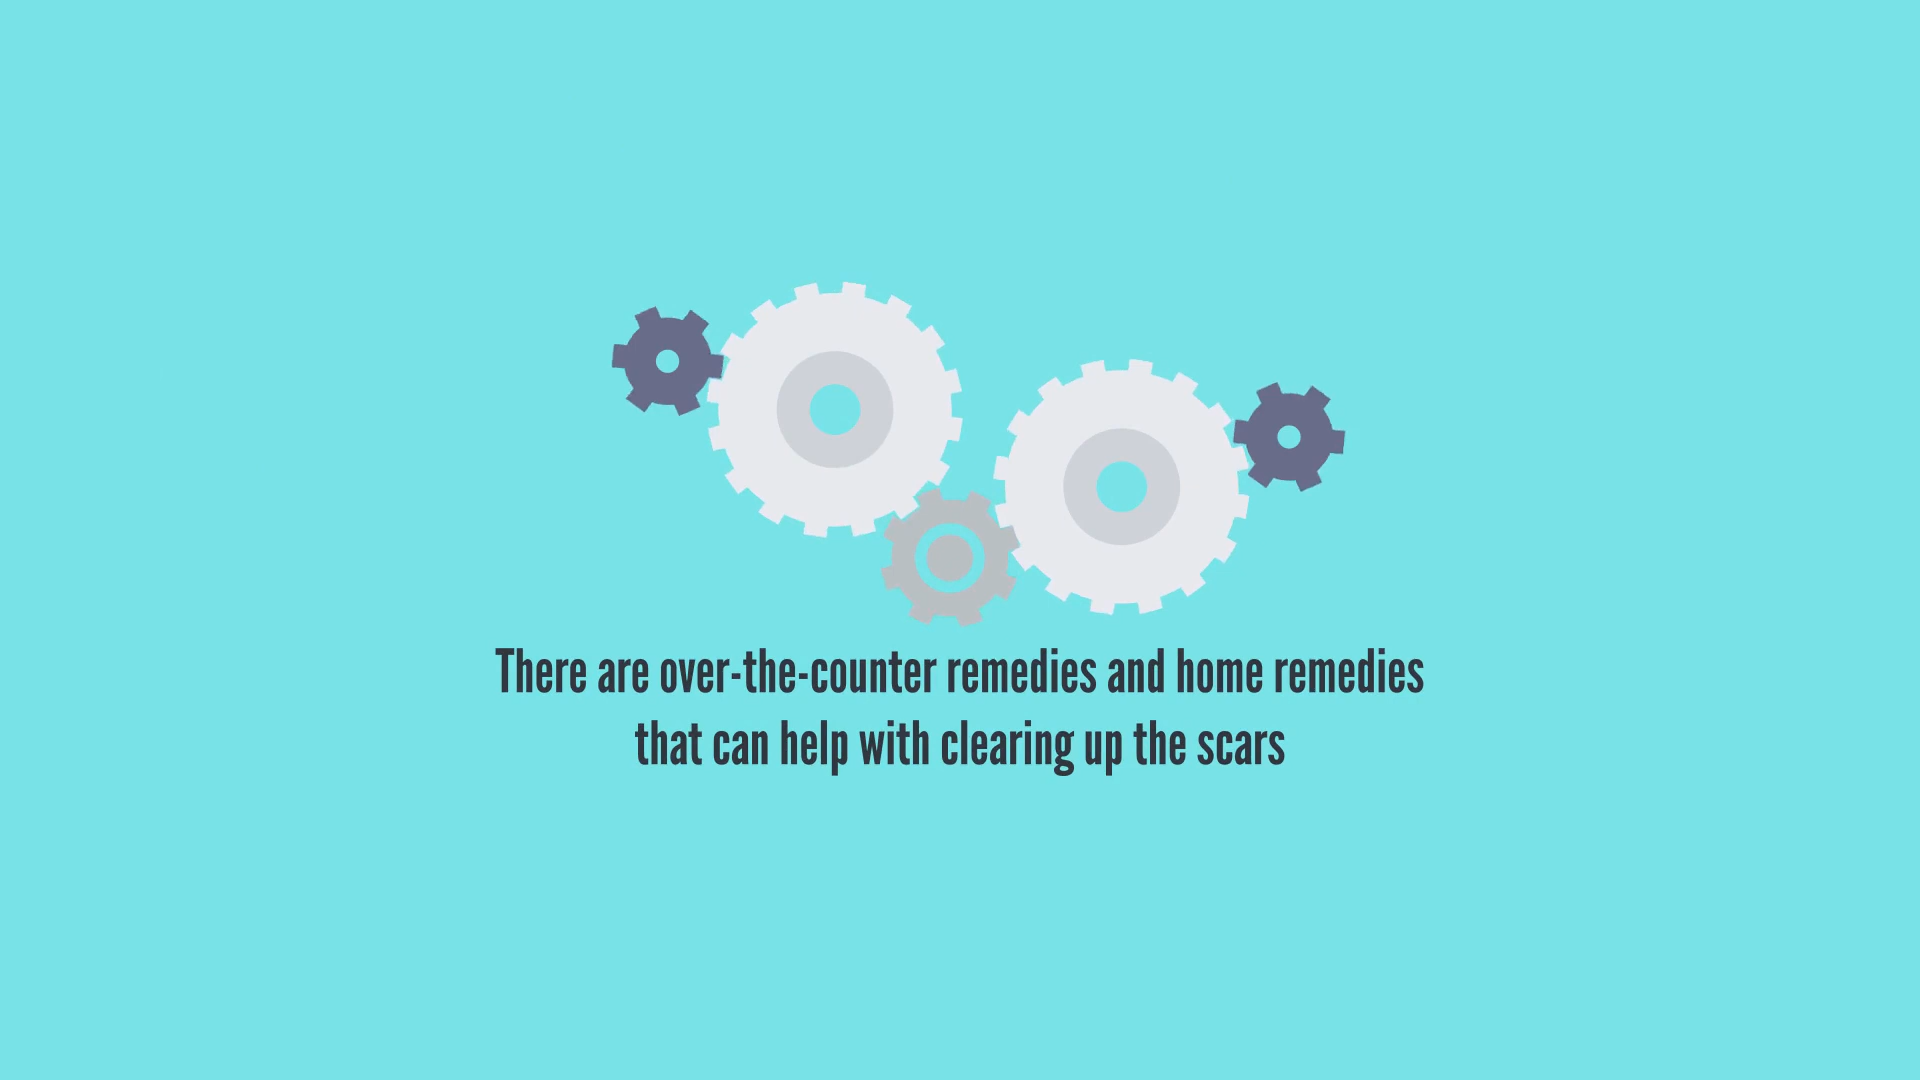 There are over-the-counter remedies and home remedies
that can help with clearing up the scars